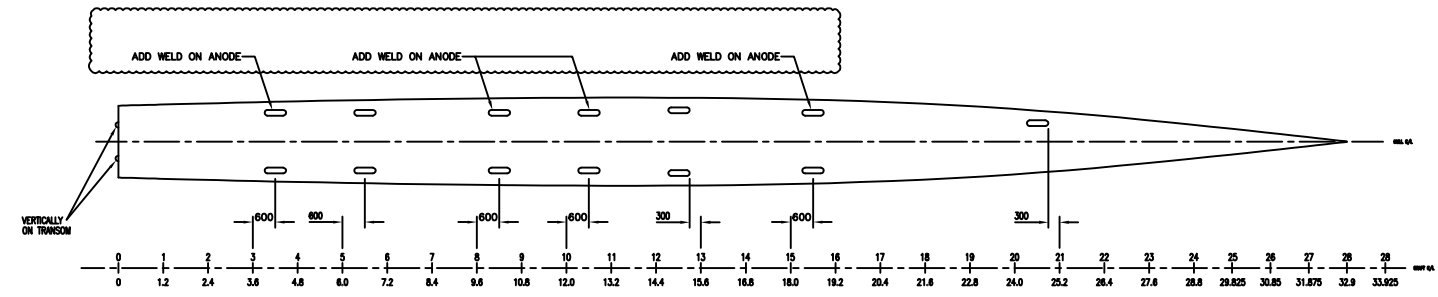 ADD WELD ON ANODE ADD WELD ON ANODE ADD WELD ON ANODE
VERTICALLY
ON TRANSOM
600 600 600 600 300 600 300
0 1 2 3 4 5 6 7 8 9 10 11 12 13 14 15 16 17 18 19 20 21 22 23 24 25 26 27 28 28
0 1.2 2.4 3.6 4.8 6.0 7.2 8.4 9.6 10.8 12.0 13.2 14.4 15.6 16.8 18.0 19.2 20.4 21.6 22.8 24.0 25.2 26.4 27.6 28.8 29.825 30.85 31.875 32.9 33.925